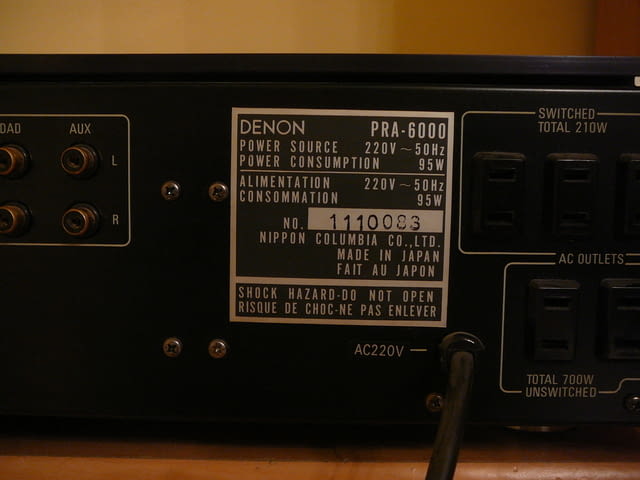 DAD AUX
L
R
DENON PRA-6000
POWER SOURCE 220V~50Hz
POWER CONSUMPTION 95W
ALIMENTATION 220V~50Hz
CONSOMMATION 95W
NO. 1110083
NIPPON COLUMBIA CO.,LTD.
MADE IN JAPAN
FAIT AU JAPON
SHOCK HAZARD-DO NOT OPEN
RISQUE DE CHOC-NE PAS ENLEVER
AC220V
SWITCHED
TOTAL 210W
AC OUTLETS
TOTAL 700W
UNSWITCHED